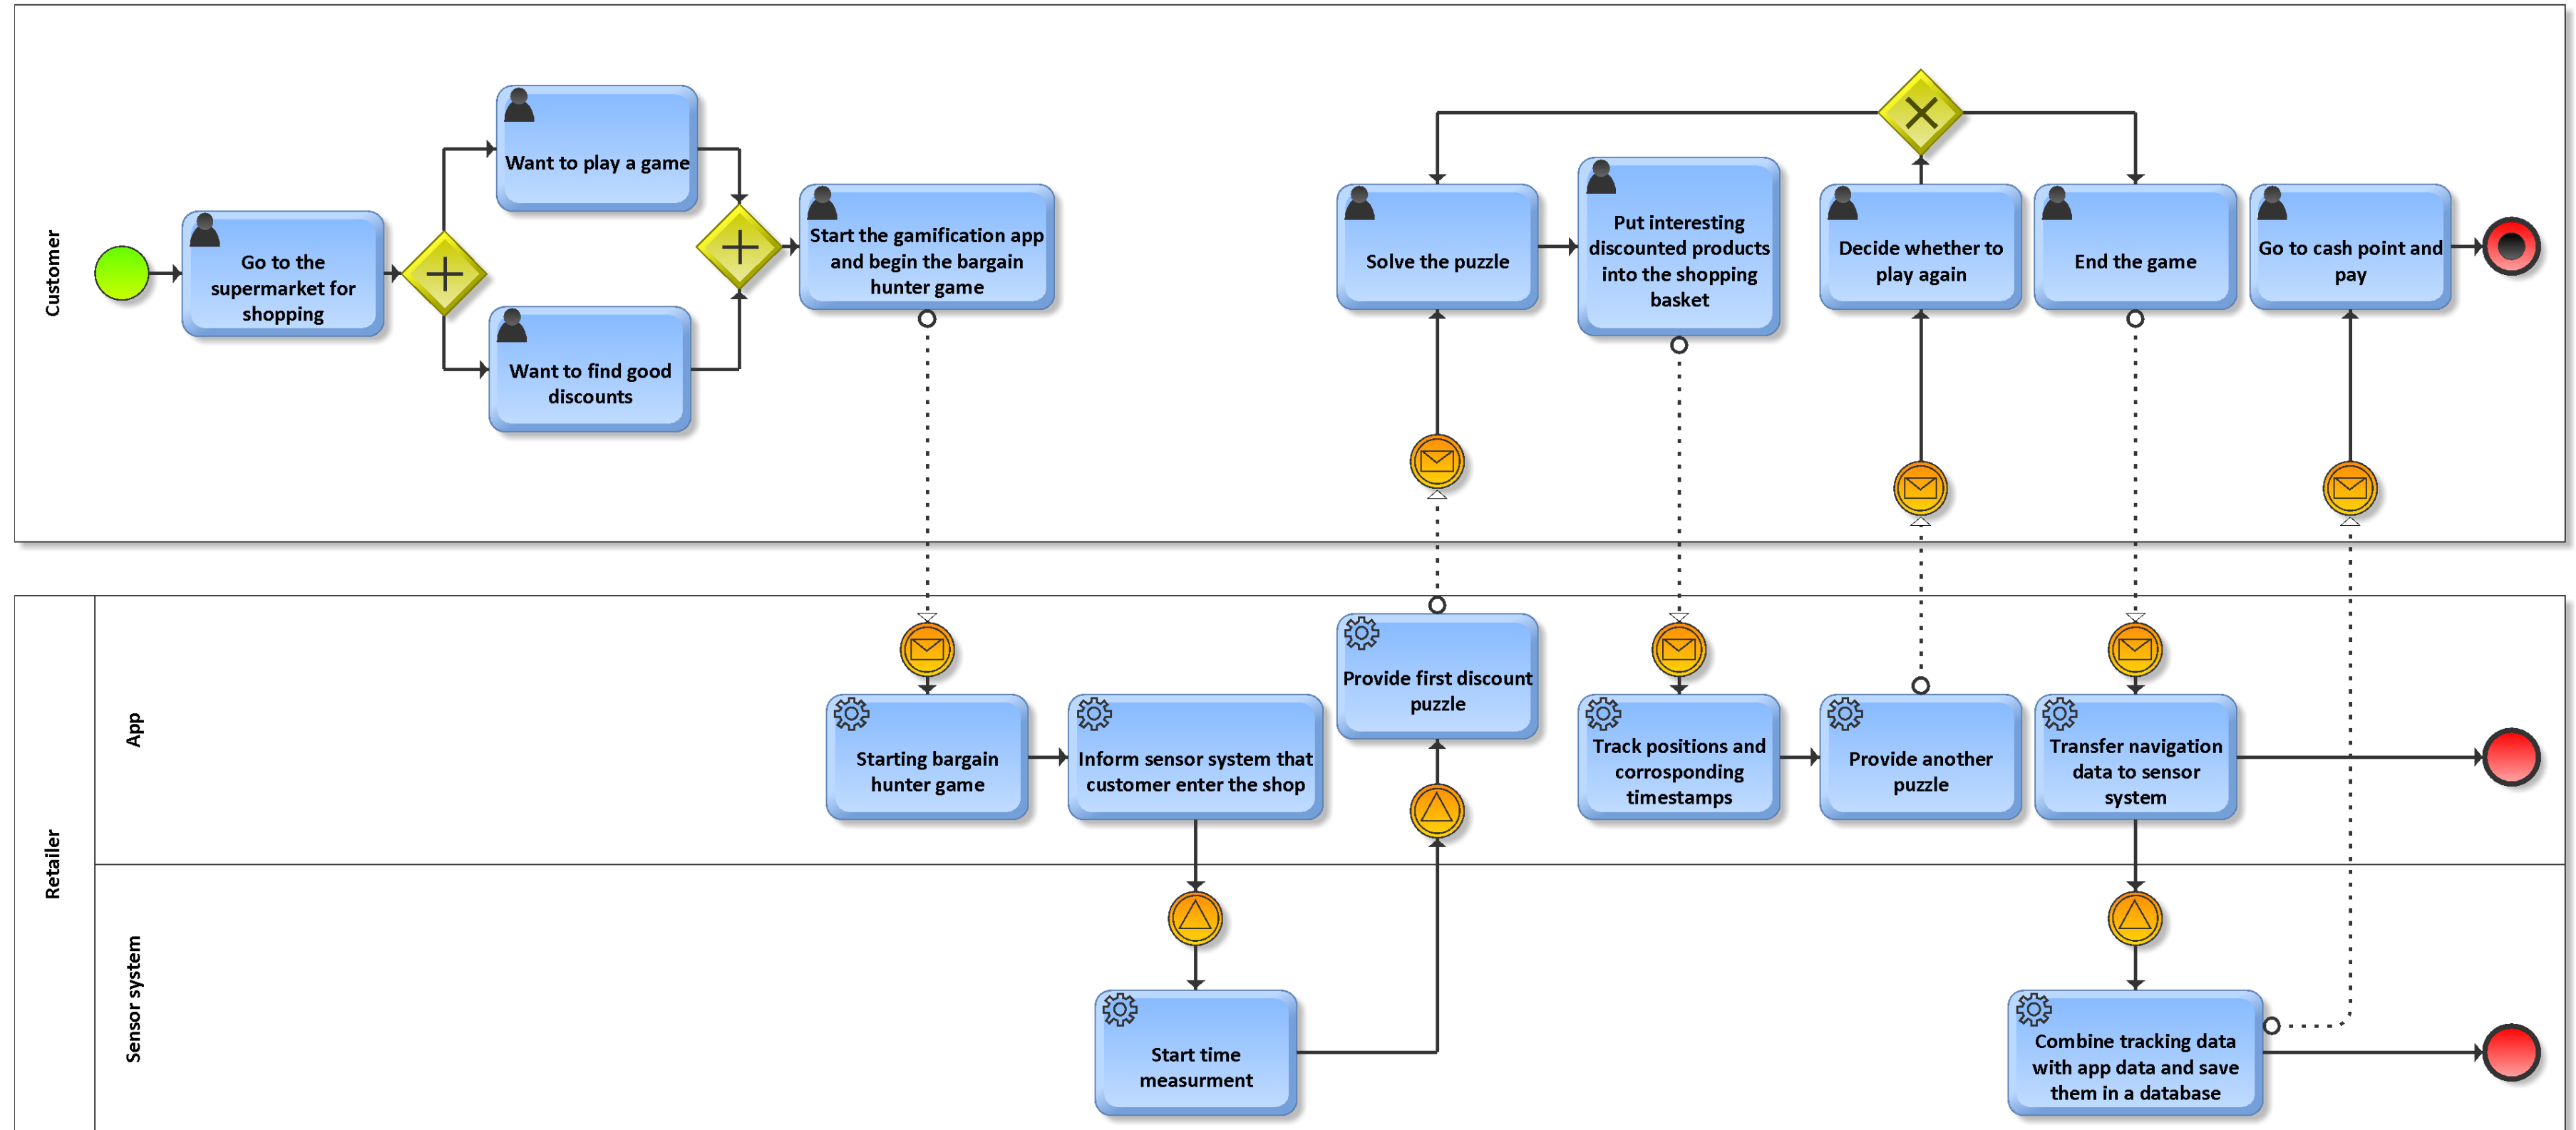 Customer
Go to the
supermarket for
shopping
Want to play a game
Want to find good
discounts
Start the gamification app
and begin the bargain
hunter game
Solve the puzzle
Put interesting
discounted products
into the shopping
basket
Decide whether to
play again
End the game
Go to cash point and
pay
Retailer
App
Starting bargain
hunter game
Inform sensor system that
customer enter the shop
Provide first discount
puzzle
Track positions and
corrosponding
timestamps
Provide another
puzzle
Transfer navigation
data to sensor
system
Sensor system
Start time
measurment
Combine tracking data
with app data and save
them in a database